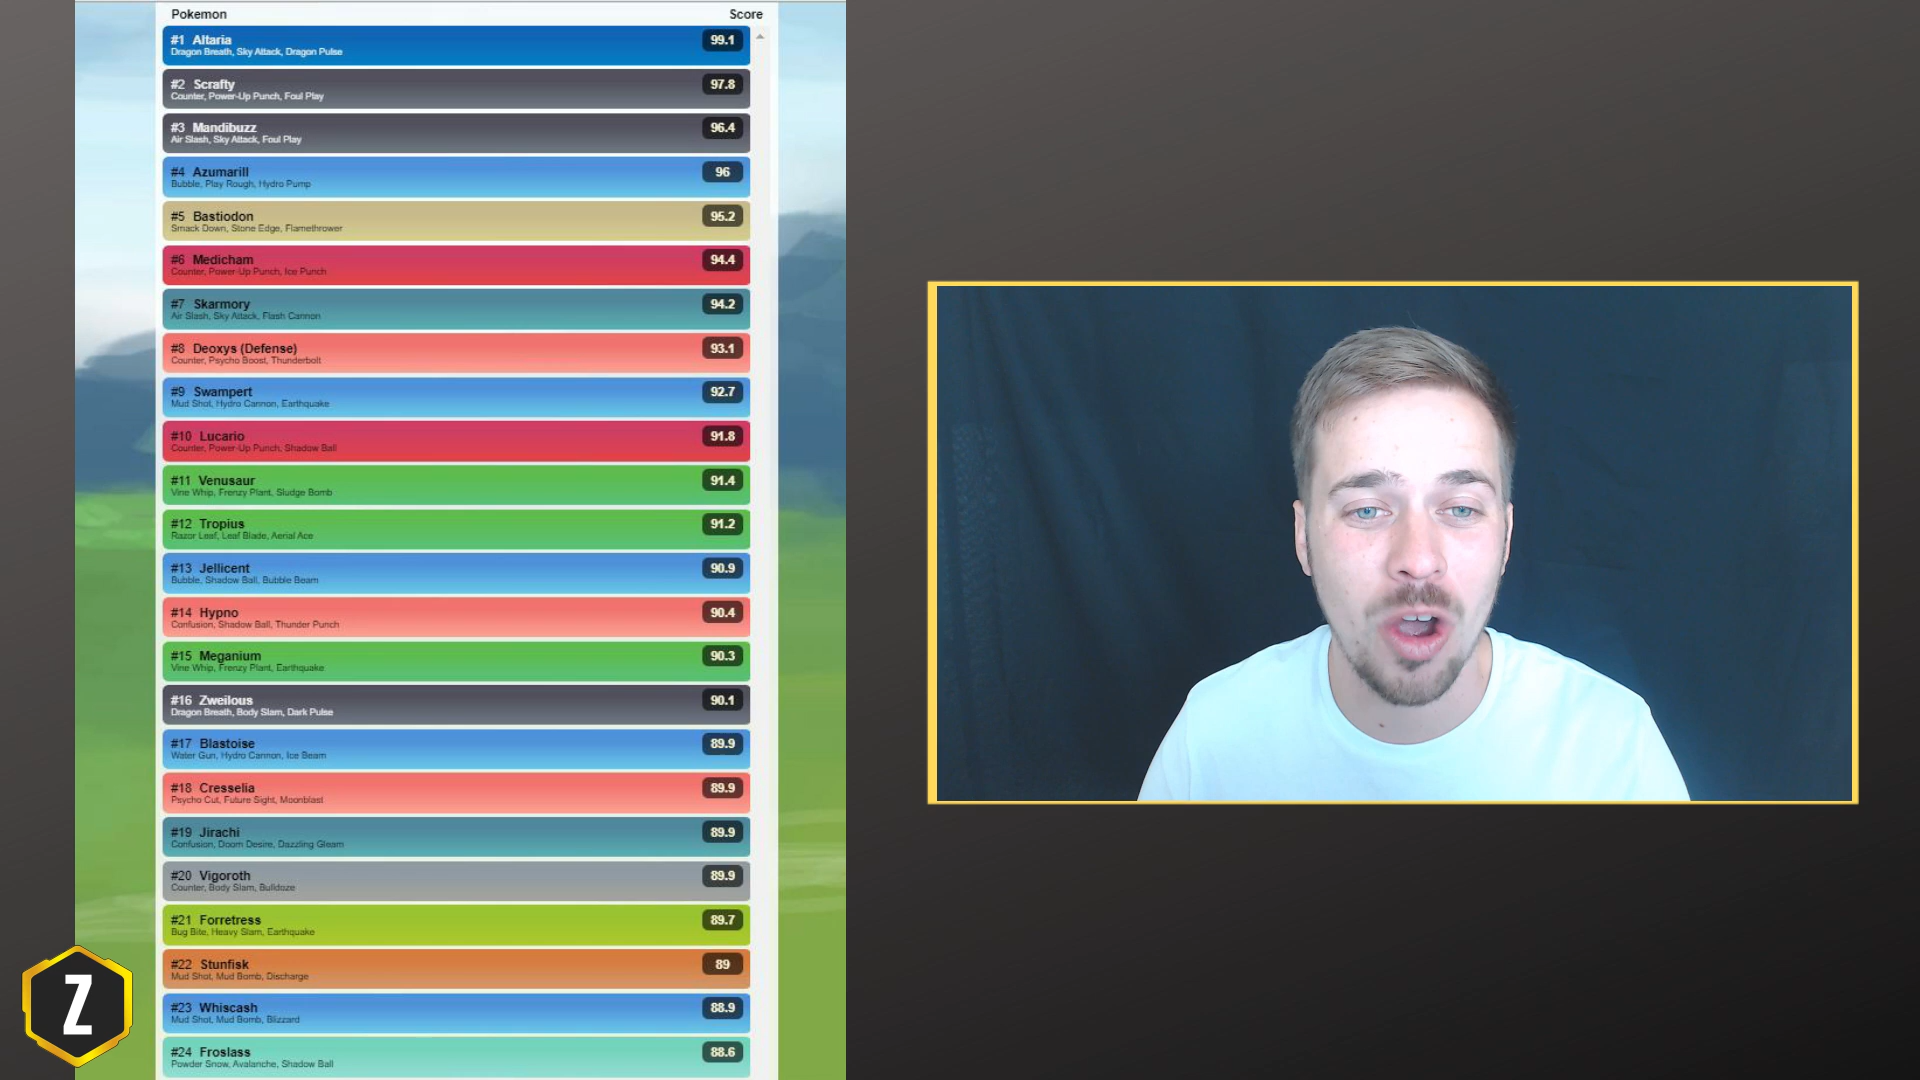 Pokemon Score
#1 Altaria 99.1
Dragon Breath, Sky Attack, Dragon Pulse
#2 Scrafty 97.8
Counter, Power-Up Punch, Foul Play
#3 Mandibuzz 96.4
Air Slash, Sky Attack, Foul Play
#4 Azumarill 96
Bubble, Play Rough, Hydro Pump
#5 Bastiodon 95.2
Smack Down, Stone Edge, Flamethrower
#6 Medicham 94.4
Counter, Power-Up Punch, Ice Punch
#7 Skarmory 94.2
Air Slash, Sky Attack, Flash Cannon
#8 Deoxys (Defense) 93.1
Counter, Psycho Boost, Thunderbolt
#9 Swampert 92.7
Mud Shot, Hydro Cannon, Earthquake
#10 Lucario 91.8
Counter, Power-Up Punch, Shadow Ball
#11 Venusaur 91.4
Vine Whip, Frenzy Plant, Sludge Bomb
#12 Tropius 91.2
Razor Leaf, Leaf Blade, Aerial Ace
#13 Jellicent 90.9
Bubble, Shadow Ball, Bubble Beam
#14 Hypno 90.4
Confusion, Shadow Ball, Thunder Punch
#15 Meganium 90.3
Vine Whip, Frenzy Plant, Earthquake
#16 Zweilous 90.1
Dragon Breath, Body Slam, Dark Pulse
#17 Blastoise 89.9
Water Gun, Hydro Cannon, Ice Beam
#18 Cresselia 89.9
Psycho Cut, Future Sight, Moonblast
#19 Jirachi 89.9
Confusion, Doom Desire, Dazzling Gleam
#20 Vigoroth 89.9
Counter, Body Slam, Bulldoze
#21 Forretress 89.7
Bug Bite, Heavy Slam, Earthquake
#22 Stunfisk 89
Mud Shot, Mud Bomb, Discharge
#23 Whiscash 88.9
Mud Shot, Mud Bomb, Blizzard
#24 Froslass 88.6
Powder Snow, Avalanche, Shadow Ball
Z